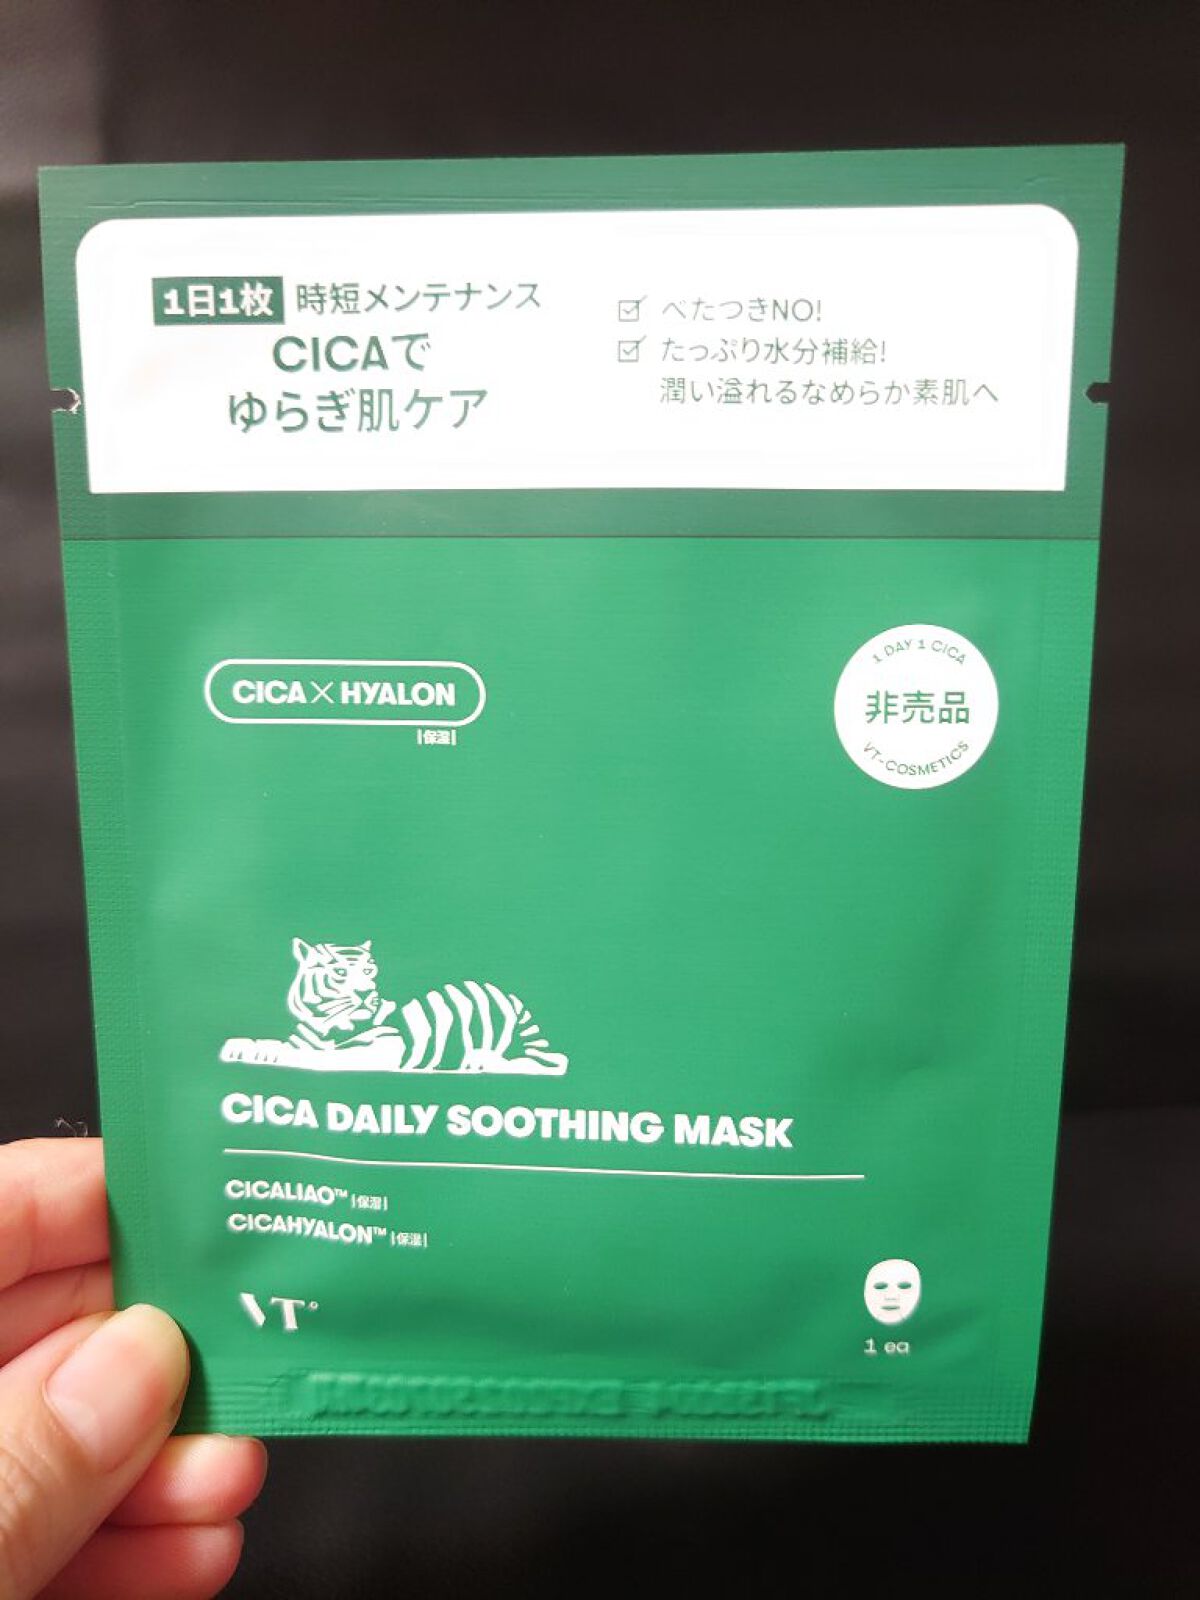 1日1枚 時短メンテナンス
CICAで
ゆらぎ肌ケア
べたつきNO!
たっぷり水分補給!
潤い溢れるなめらか素肌へ
CICA×HYALON
|保湿|
1 DAY 1 CICA
非売品
VT-COSMETICS
CICA DAILY SOOTHING MASK
CICALIAO™ |保湿|
CICAHYALON™ |保湿|
VT°
1 ea